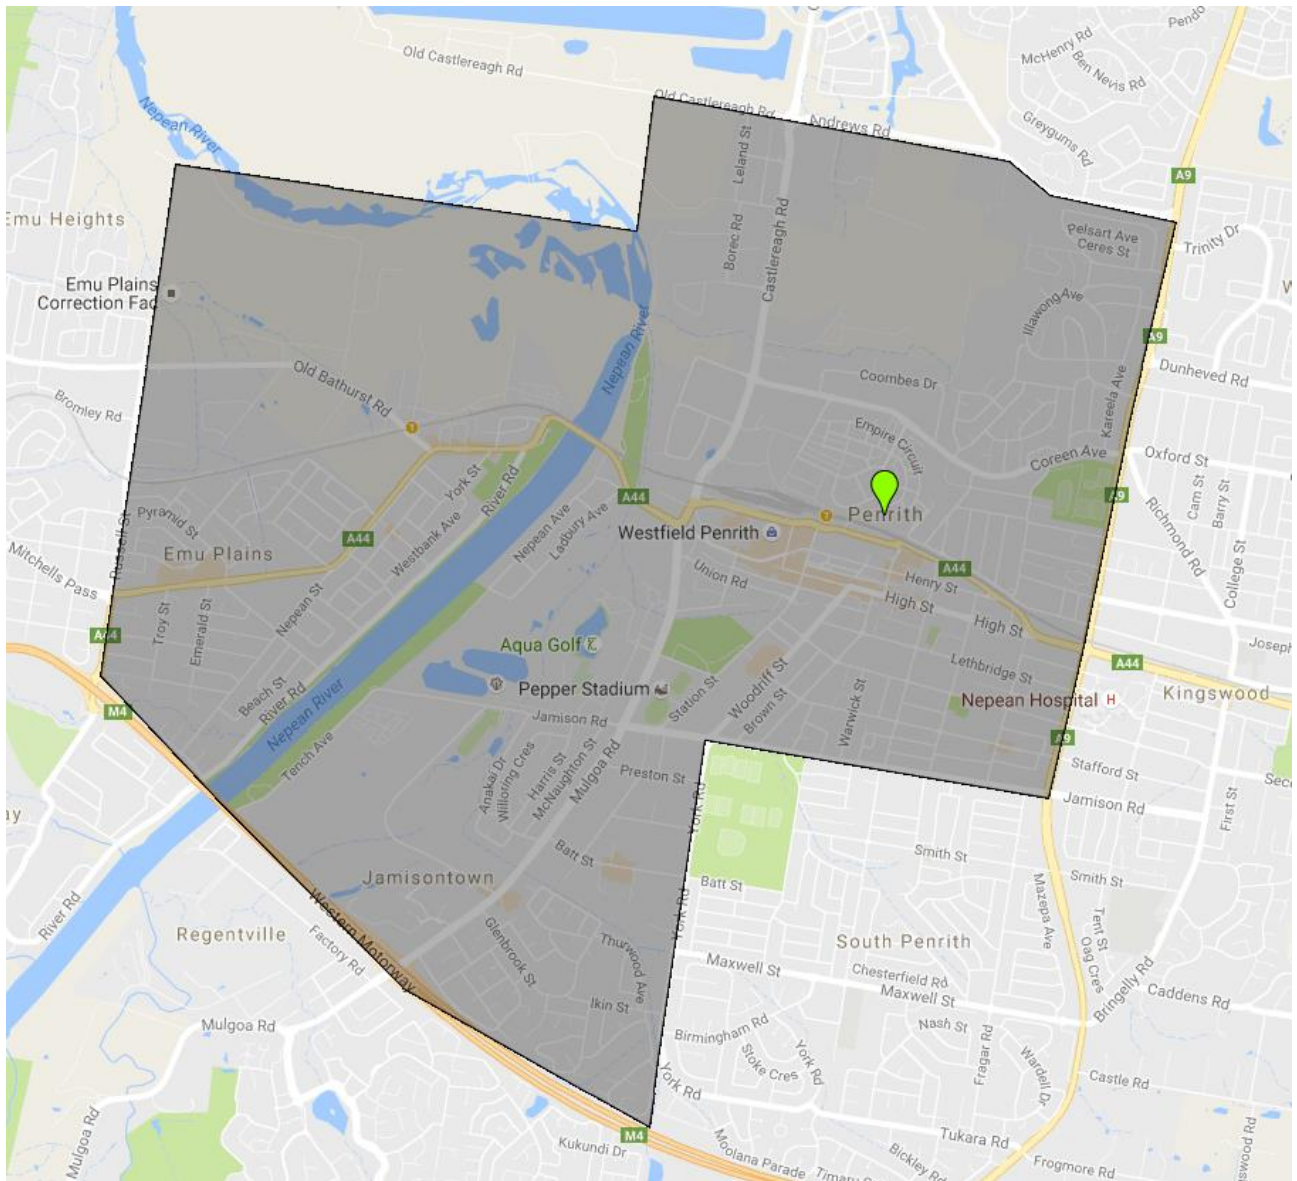 Pendo
McHenry Rd
Ben Nevis Rd
Old Castlereagh Rd
Old Castlereagh Rd
Andrews Rd
Greygums Rd
Nepean River
Leland St
A9
Emu Heights
Borec Rd
Castlereagh Rd
Pelsart Ave
Ceres St
Trinity Dr
Emu Plains
Correction Fac
Illawong Ave
Nepean River
A9
Dunheved Rd
Old Bathurst Rd
Coombes Dr
Kareela Ave
Bromley Rd
Empire Circuit
Coreen Ave
Oxford St
York St
River Rd
A44
A9
Cam St
Barry St
Richmond Rd
Pyramid St
Westbank Ave
Nepean Ave
Ladbury Ave
Penrith
Westfield Penrith
Russell St
Emu Plains
A44
Mitchells Pass
Union Rd
Henry St
A44
College St
High St
High St
Troy St
Emerald St
Nepean St
A44
Aqua Golf
Joseph
Lethbridge St
A44
Pepper Stadium
Station St
Woodriff St
Brown St
Warwick St
Nepean Hospital
H
Kingswood
Beach St
River Rd
Nepean River
M4
Jamison Rd
A9
Tench Ave
Anakai Dr
Willoring Cres
Harris St
McNaughton St
Mulgoa Rd
Preston St
York Rd
Stafford St
Jamison Rd
First St
Sec
ay
Batt St
Smith St
Batt St
Smith St
Jamisontown
River Rd
Western Motorway
York Rd
Mazepa Ave
Tent St
Oag Cres
Regentville
Factory Rd
Glenbrook St
Thurwood Ave
South Penrith
Maxwell St
Chesterfield Rd
Maxwell St
Bringelly Rd
Caddens Rd
Ikin St
Mulgoa Rd
Birmingham Rd
Nash St
Stoke Cres
York Rd
Fragar Rd
Wardell Dr
Castle Rd
York Rd
Mulgoa Rd
M4
Kukundi Dr
Moolana Parade
Tukara Rd
Bickley Rd
Frogmore Rd
gswood Rd